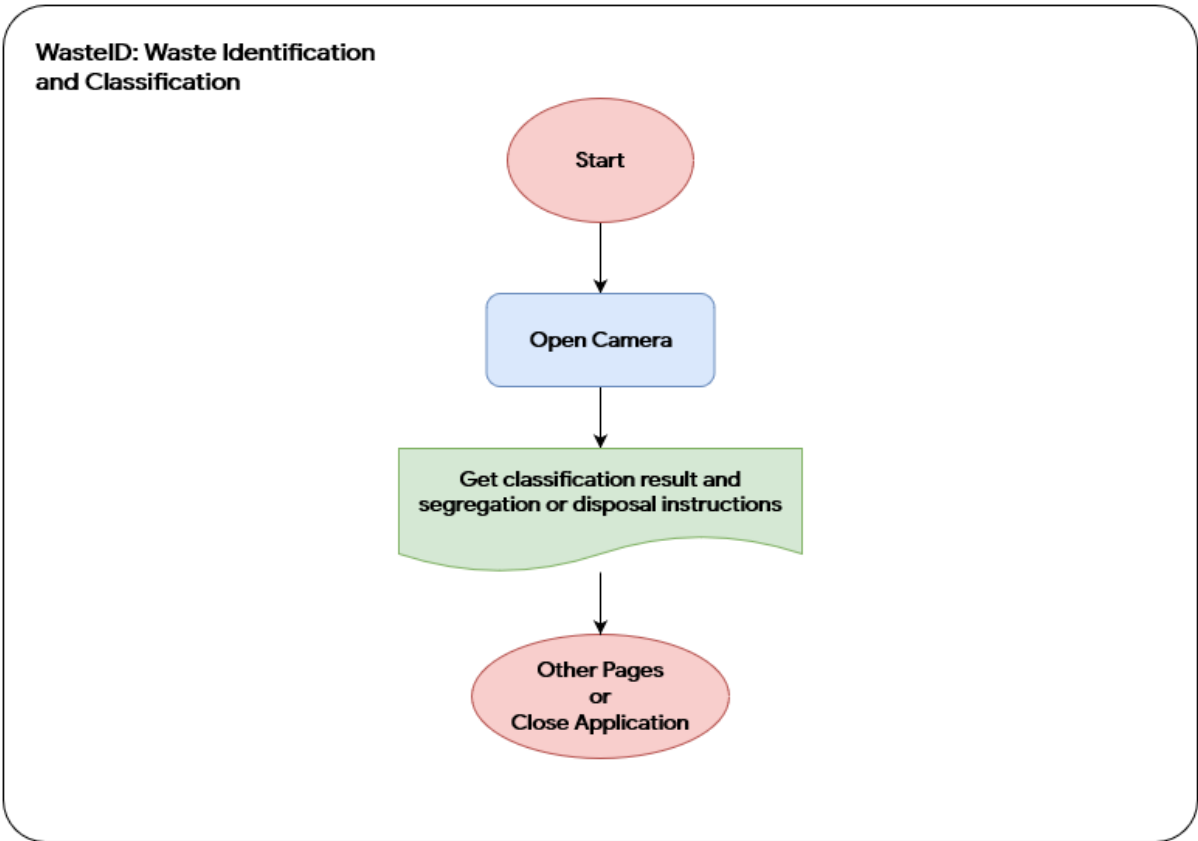 WasteID: Waste Identification
and Classification
Start
Open Camera
Get classification result and
segregation or disposal instructions
Other Pages
or
Close Application